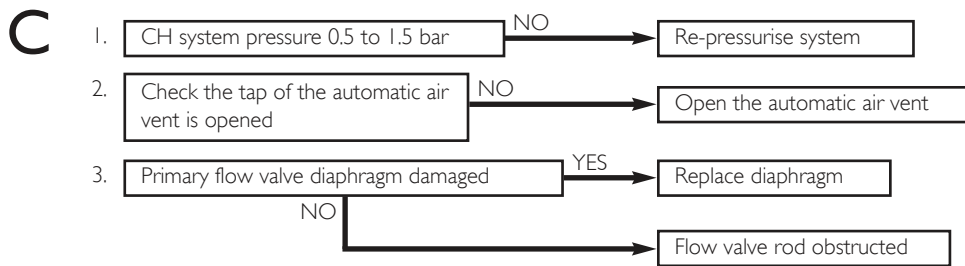 C
1. CH system pressure 0.5 to 1.5 bar NO Re-pressurise system
2. Check the tap of the automatic air NO Open the automatic air vent
vent is opened
3. Primary flow valve diaphragm damaged YES Replace diaphragm
NO
Flow valve rod obstructed